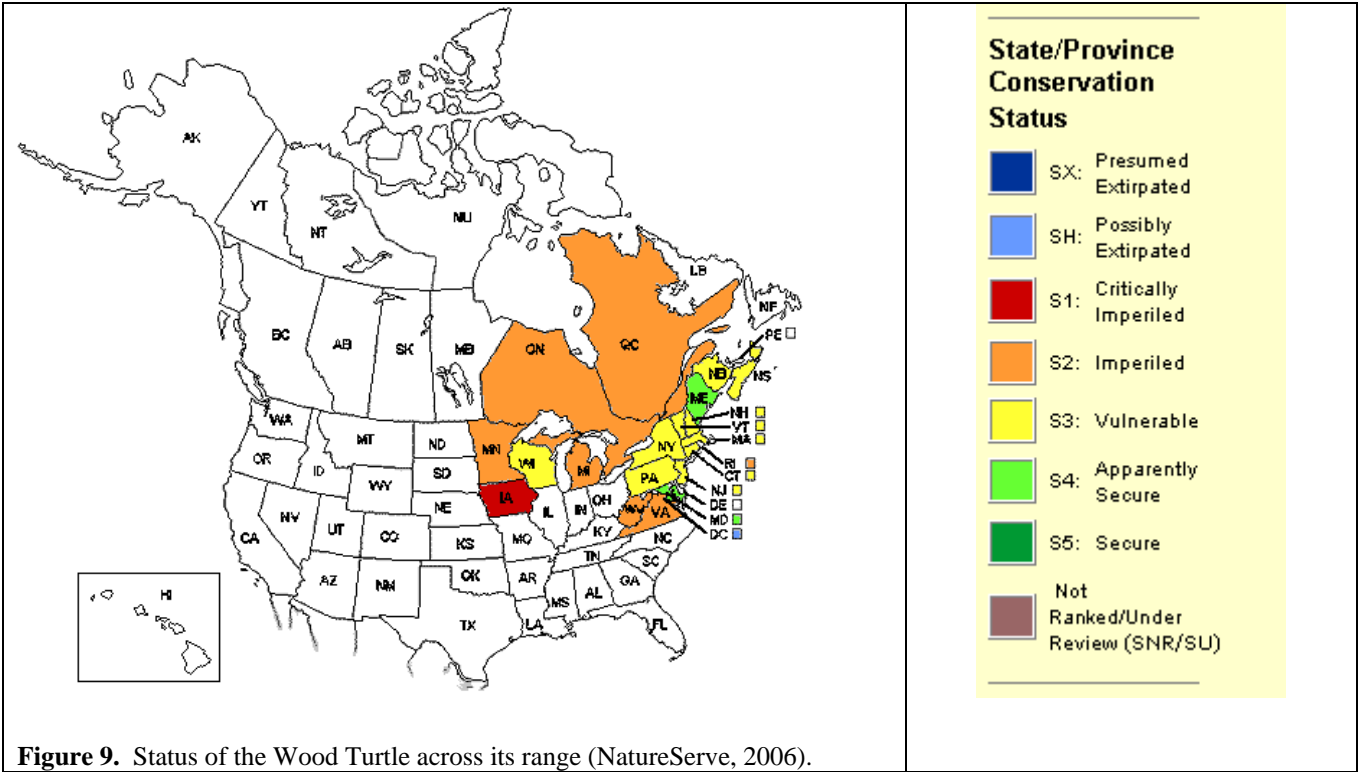 AK
YT
NT
NU
BC
AB
SK
MB
ON
QC
LB
NF
PE
NB
NS
ME
NH
VT
MA
RI
CT
NJ
DE
MD
DC
WA
MT
ND
MN
OR
ID
SD
WI
MI
NY
WY
PA
IA
NE
NV
UT
CO
IL
IN
OH
WV
VA
CA
KS
MO
KY
NC
TN
AZ
NM
OK
AR
SC
MS
AL
GA
TX
LA
FL
HI
Figure 9. Status of the Wood Turtle across its range (NatureServe, 2006).
State/Province
Conservation
Status
SX: Presumed
Extirpated
SH: Possibly
Extirpated
S1: Critically
Imperiled
S2: Imperiled
S3: Vulnerable
S4: Apparently
Secure
S5: Secure
Not
Ranked/Under
Review (SNR/SU)